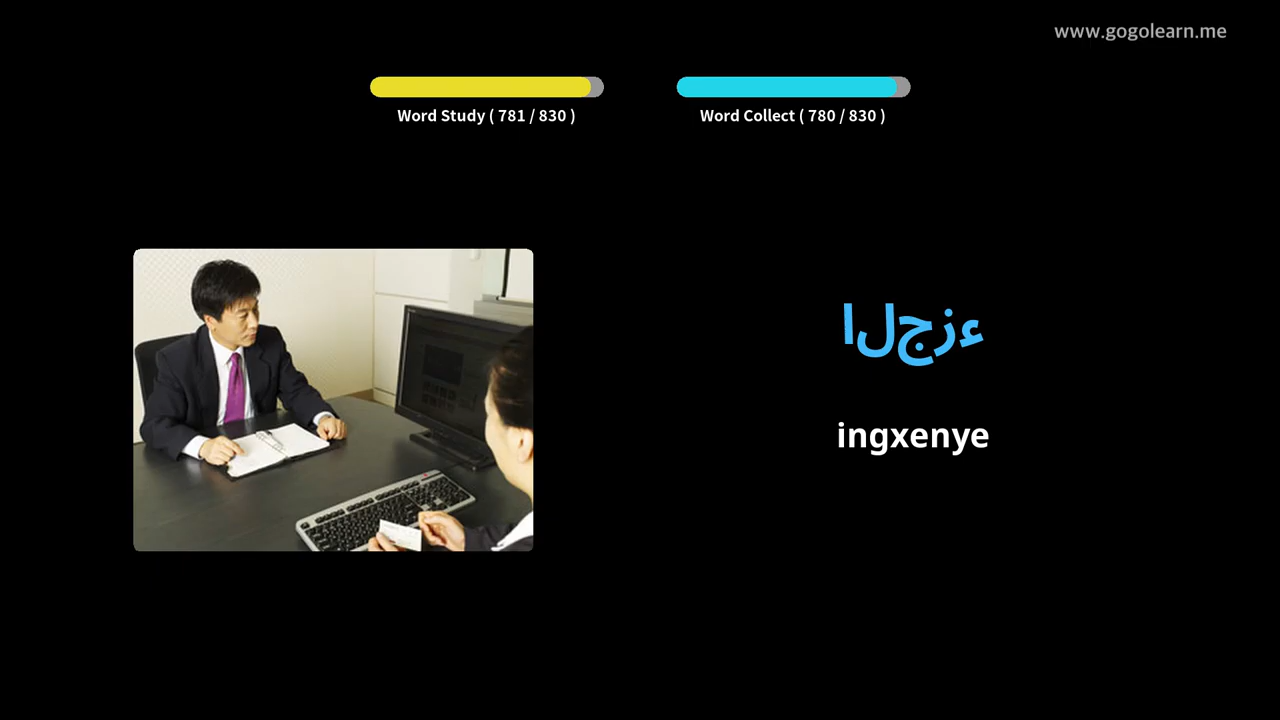 www.gogolearn.me
Word Study ( 781 / 830 )
Word Collect ( 780 / 830 )
الجزء
ingxenye